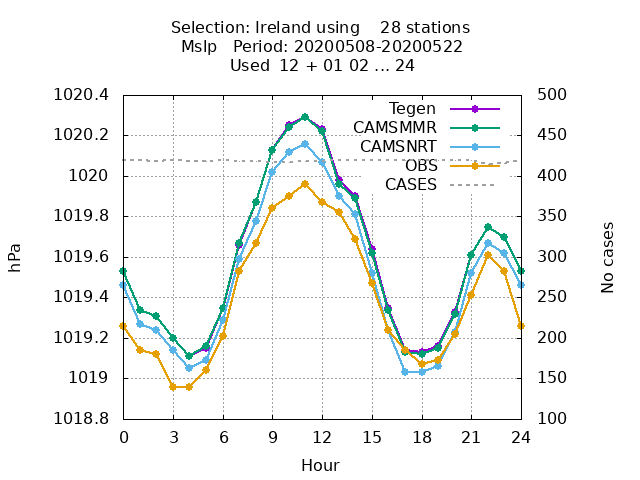 Selection: Ireland using    28 stations
Mslp   Period: 20200508-20200522
Used  12 + 01 02 ... 24
1020.4
1020.2
1020
1019.8
1019.6
1019.4
1019.2
1019
1018.8
hPa
Tegen
CAMSMMR
CAMSNRT
OBS
CASES
500
450
400
350
300
250
200
150
100
No cases
0 3 6 9 12 15 18 21 24
Hour